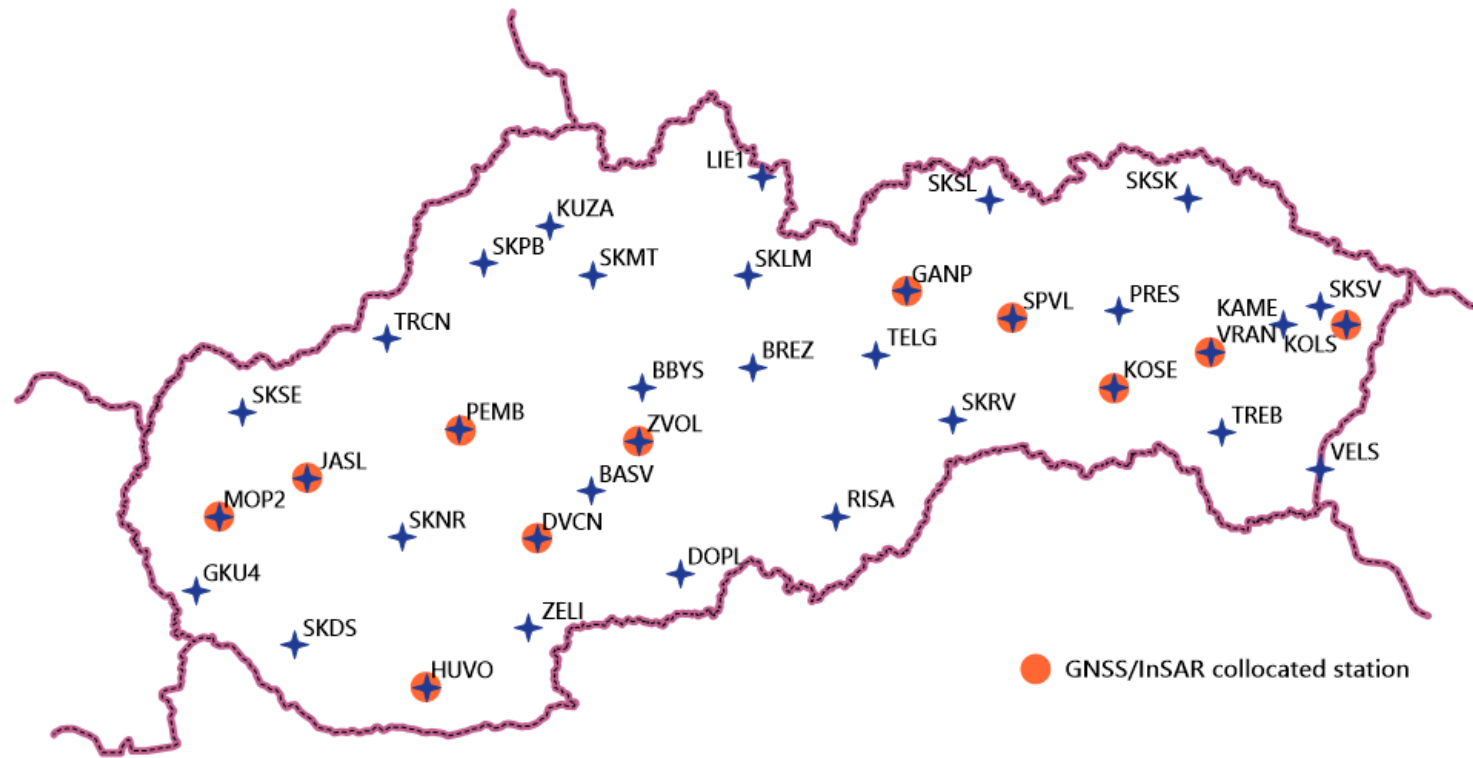 LIE1
SKSL
SKSK
KUZA
SKPB
SKMT
SKLM
GANP
SPVL
PRES
KAME
SKSV
TRCN
VRAN
KOLS
TELG
BREZ
BBYS
KOSE
SKSE
PEMB
ZVOL
SKRV
TREB
JASL
BASV
VELS
MOP2
SKNR
DVCN
RISA
GKU4
DOPL
SKDS
ZELI
HUVO
GNSS/InSAR collocated station